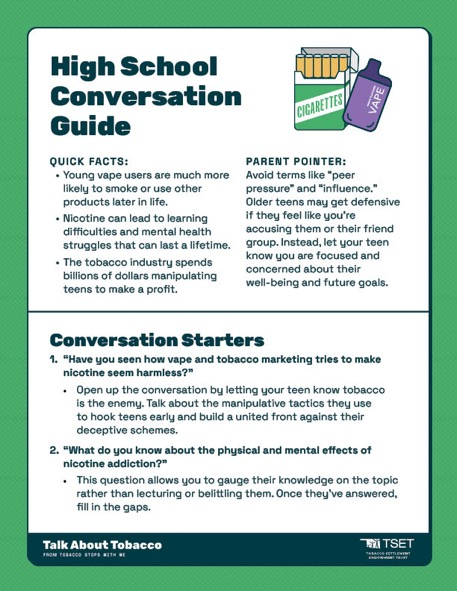 High School
Conversation
Guide
CIGARETTES
VAPE
QUICK FACTS:
• Young vape users are much more
likely to smoke or use other
products later in life.
• Nicotine can lead to learning
difficulties and mental health
struggles that can last a lifetime.
• The tobacco industry spends
billions of dollars manipulating
teens to make a profit.
PARENT POINTER:
Avoid terms like “peer
pressure” and “influence.”
Older teens may get defensive
if they feel like you’re
accusing them or their friend
group. Instead, let your teen
know you are focused and
concerned about their
well-being and future goals.
Conversation Starters
1. “Have you seen how vape and tobacco marketing tries to make
nicotine seem harmless?”
• Open up the conversation by letting your teen know tobacco
is the enemy. Talk about the manipulative tactics they use
to hook teens early and build a united front against their
deceptive schemes.
2. “What do you know about the physical and mental effects of
nicotine addiction?”
• This question allows you to gauge their knowledge on the topic
rather than lecturing or belittling them. Once they’ve answered,
fill in the gaps.
Talk About Tobacco
FROM TOBACCO STOPS WITH ME
TSET
TOBACCO SETTLEMENT
ENDOWMENT TRUST